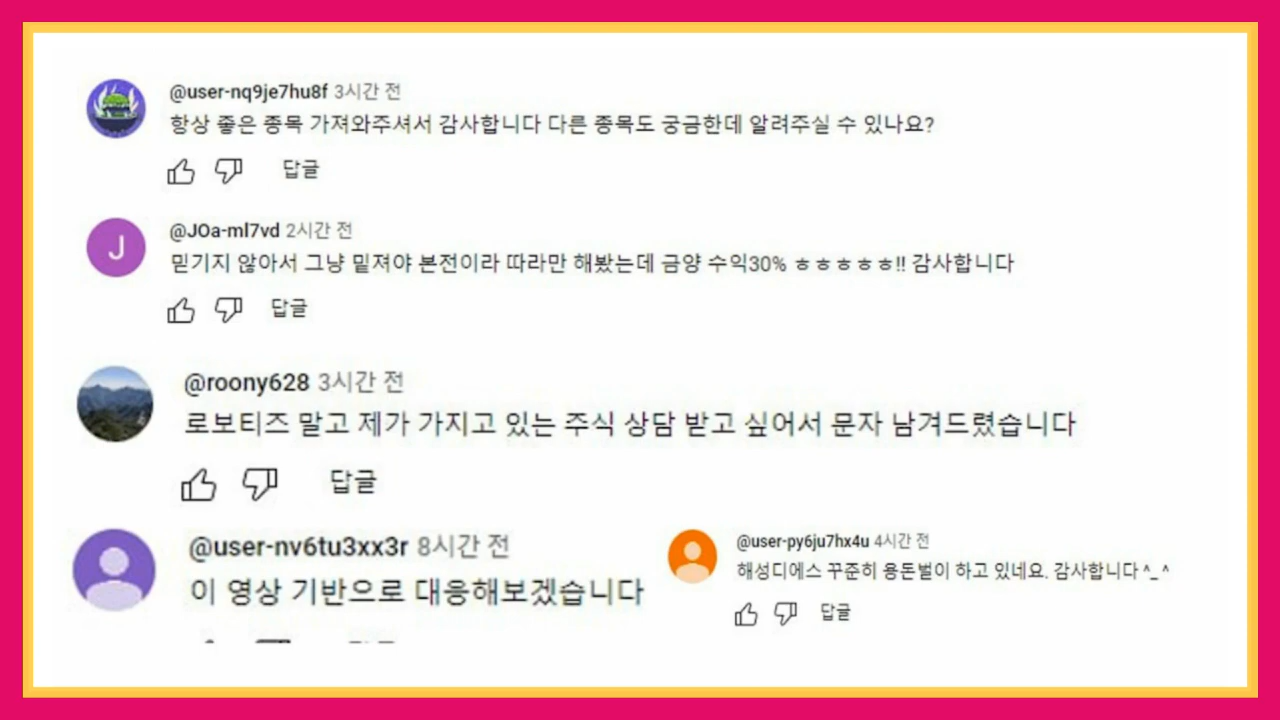 @user-nq9je7hu8f 3시간 전
항상 좋은 종목 가져와주셔서 감사합니다 다른 종목도 궁금한데 알려주실 수 있나요?
답글
J
@JOa-ml7vd 2시간 전
믿기지 않아서 그냥 밑져야 본전이라 따라만 해봤는데 금양 수익30% ㅎㅎㅎㅎㅎ!! 감사합니다
답글
@roony628 3시간 전
로보티즈 말고 제가 가지고 있는 주식 상담 받고 싶어서 문자 남겨드렸습니다
답글
@user-nv6tu3xx3r 8시간 전
이 영상 기반으로 대응해보겠습니다
@user-py6ju7hx4u 4시간 전
해성디에스 꾸준히 용돈벌이 하고 있네요. 감사합니다 ^_^
답글